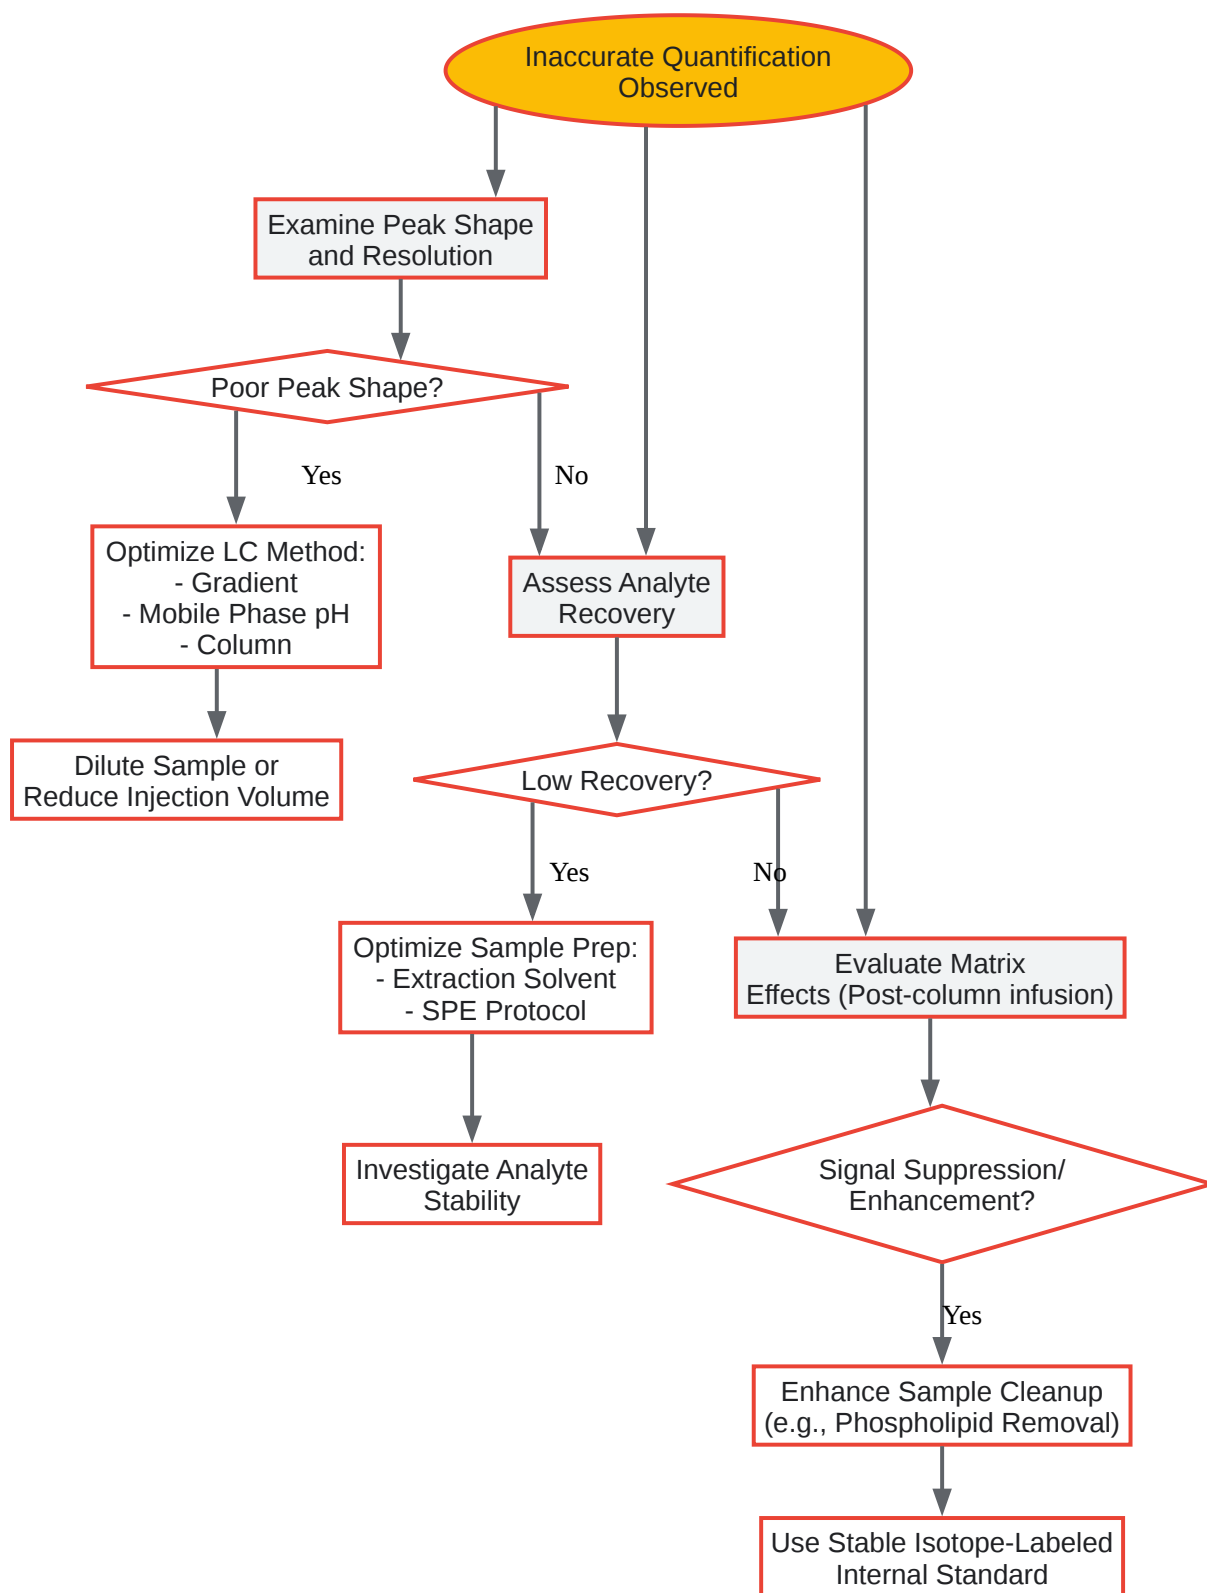 Inaccurate Quantification
Observed
Examine Peak Shape
and Resolution
Poor Peak Shape?
Yes
No
Optimize LC Method:
- Gradient
- Mobile Phase pH
- Column
Assess Analyte
Recovery
Dilute Sample or
Reduce Injection Volume
Low Recovery?
Yes
No
Optimize Sample Prep:
- Extraction Solvent
- SPE Protocol
Evaluate Matrix
Effects (Post-column infusion)
Investigate Analyte
Stability
Signal Suppression/
Enhancement?
Yes
Enhance Sample Cleanup
(e.g., Phospholipid Removal)
Use Stable Isotope-Labeled
Internal Standard